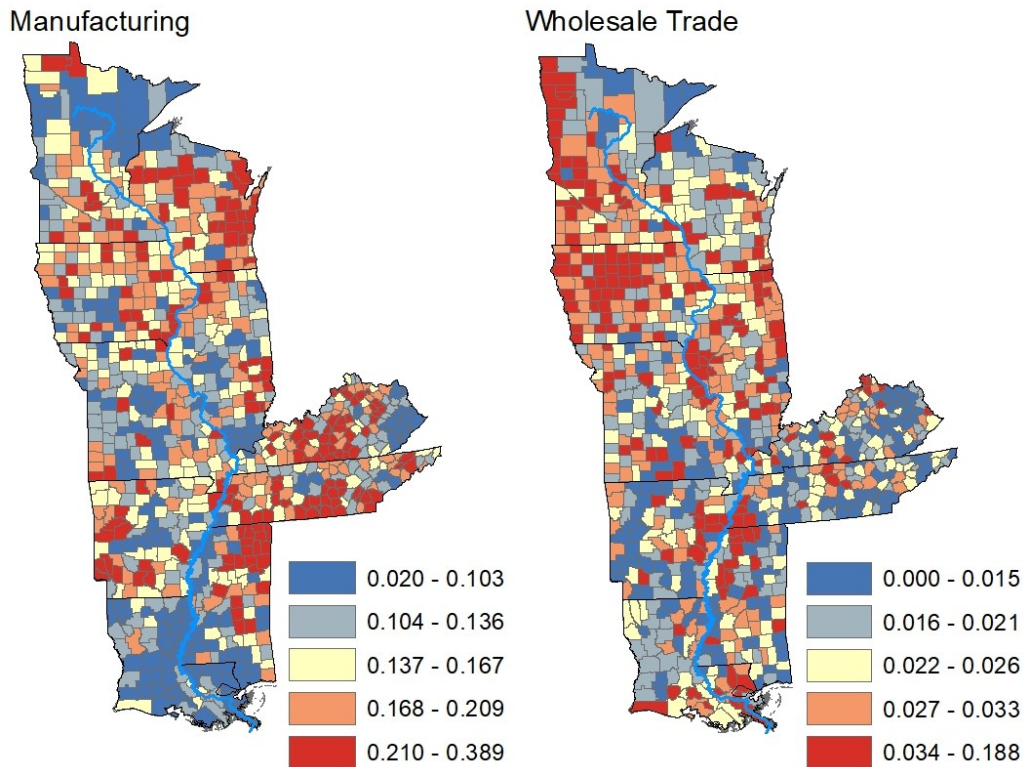 Manufacturing
Wholesale Trade
0.020 - 0.103
0.104 - 0.136
0.137 - 0.167
0.168 - 0.209
0.210 - 0.389
0.000 - 0.015
0.016 - 0.021
0.022 - 0.026
0.027 - 0.033
0.034 - 0.188